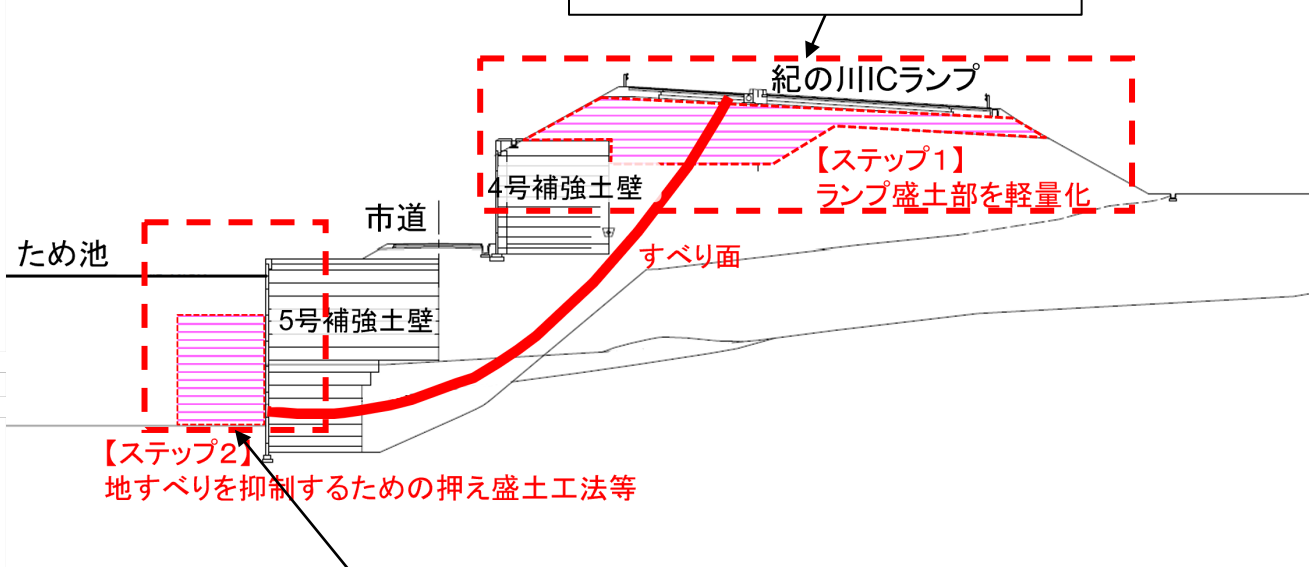 紀の川ICランプ
【ステップ1】
ランプ盛土部を軽量化
4号補強土壁
市道
ため池
すべり面
5号補強土壁
【ステップ2】
地すべりを抑制するための押え盛土工法等